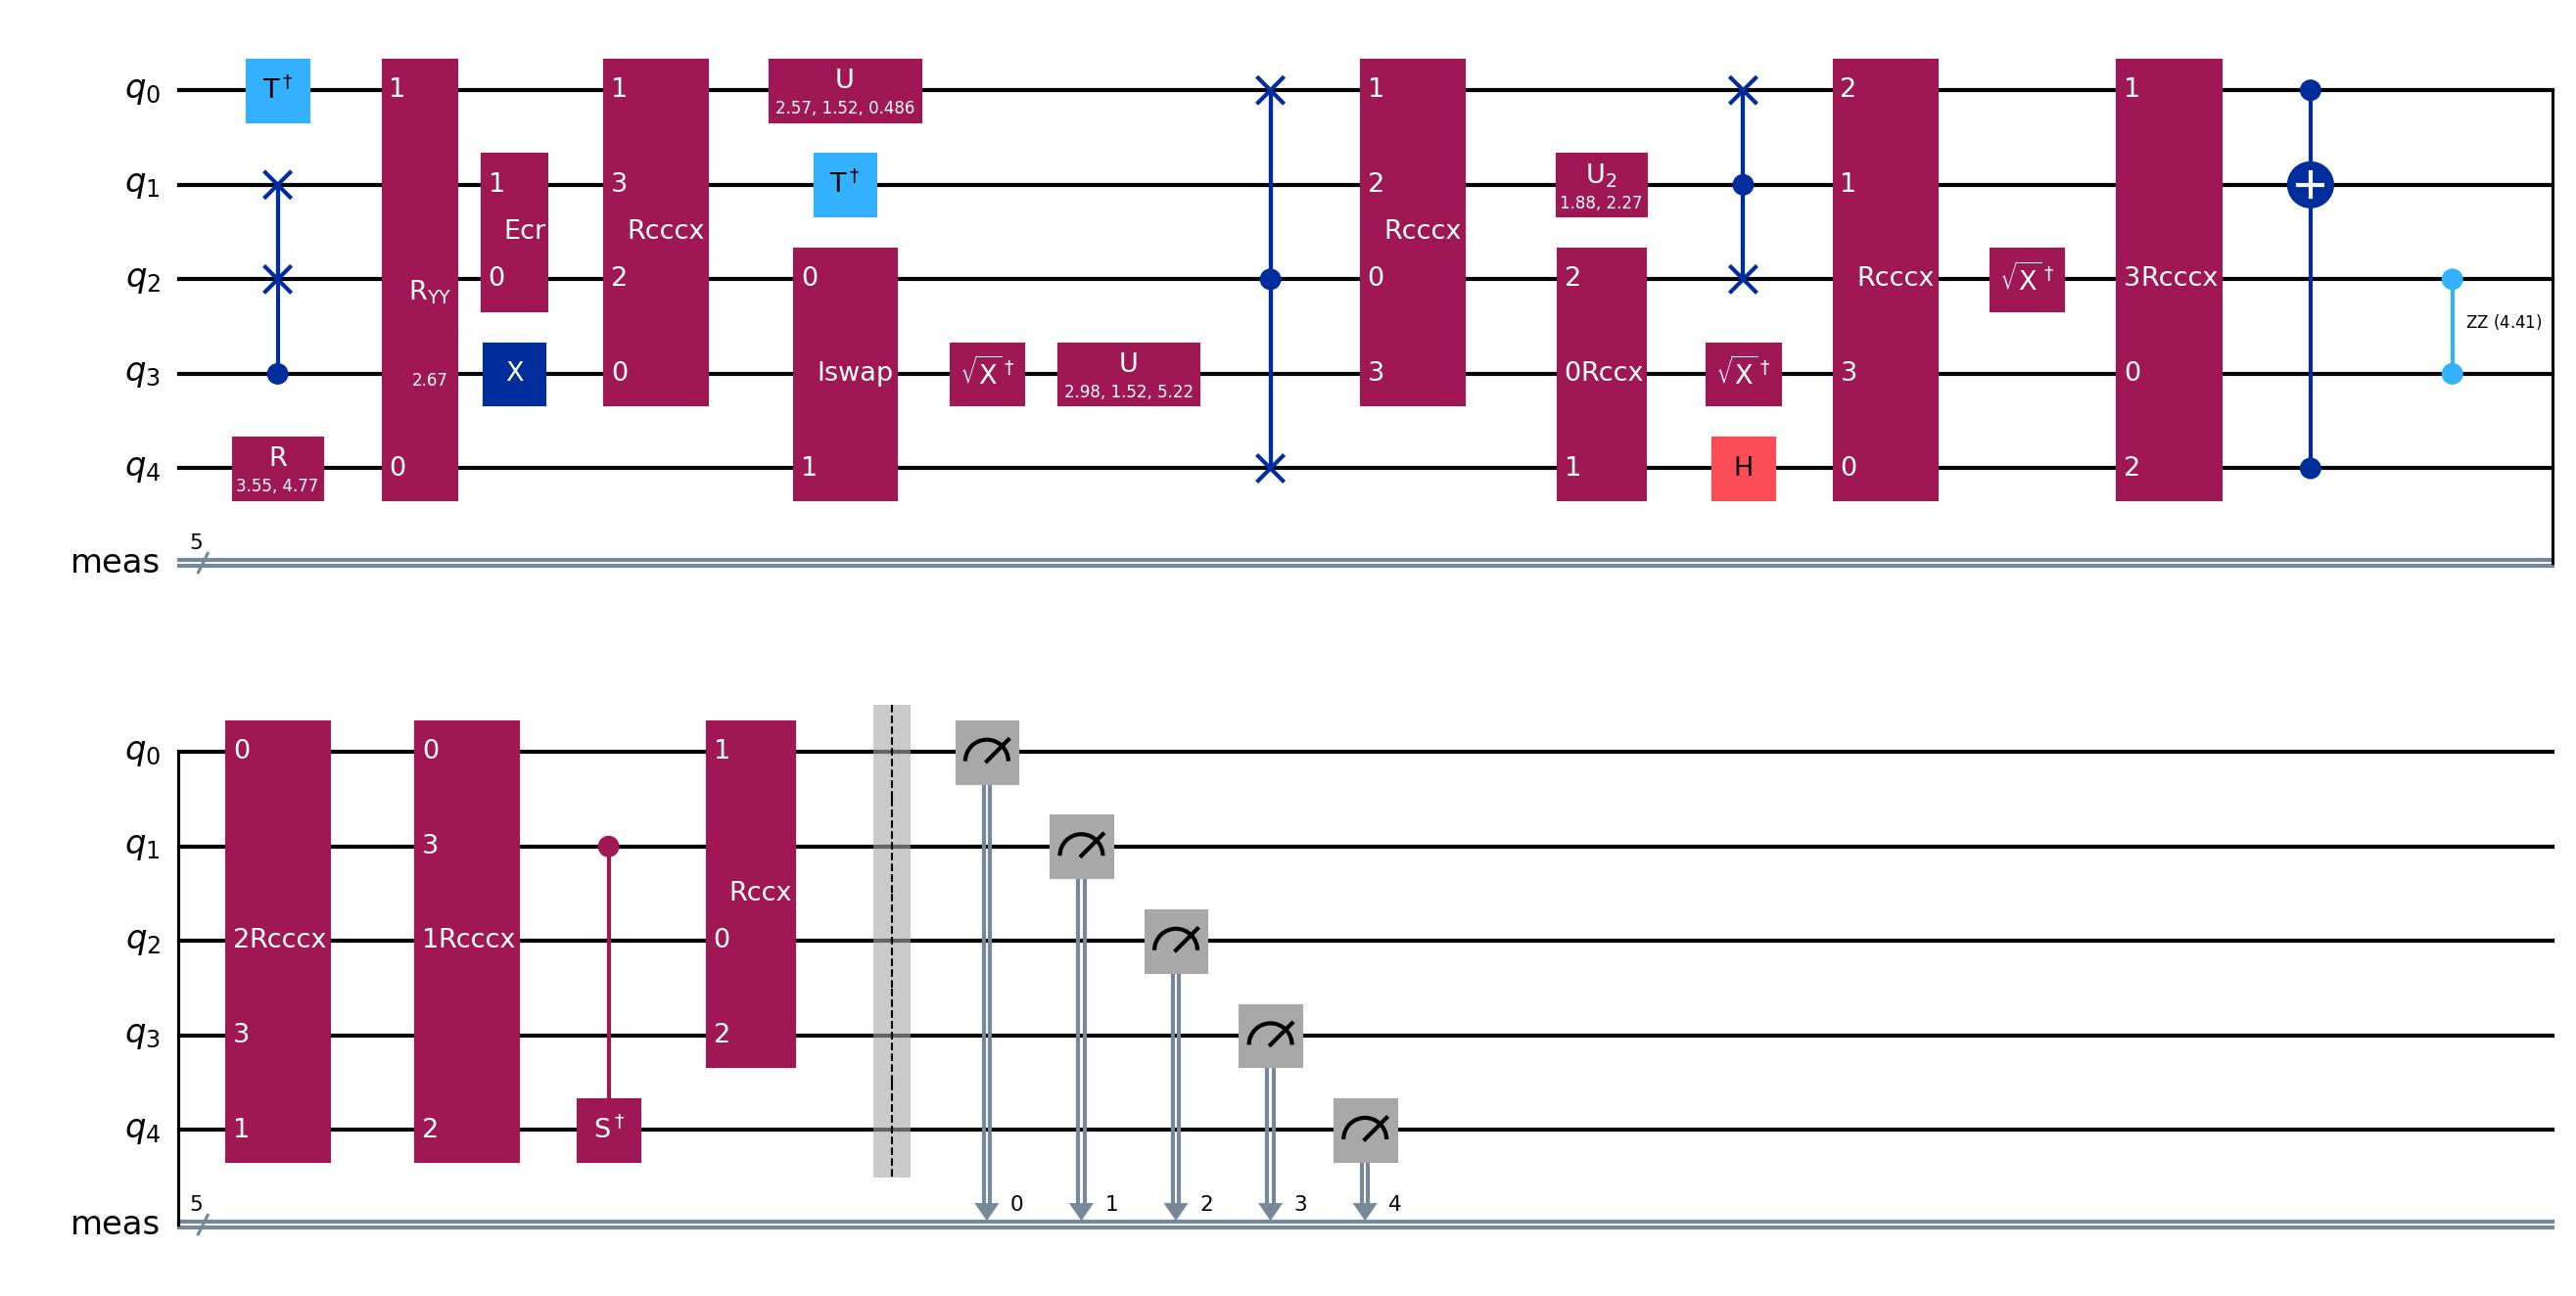 q0 T† 1 1 U 2.57, 1.52, 0.486 1 2 1
q1 1 Ecr 3 Rcccx T† 2 Rcccx U2 1.88, 2.27 1
q2 RYY 0 2 0 0 2 Rcccx √X† 3Rcccx ZZ (4.41)
q3 2.67 X 0 Iswap √X† U 2.98, 1.52, 5.22 3 0Rccx √X† 3 0
q4 R 3.55, 4.77 0 1 1 H 0 2
meas 5
q0 0 0 1
q1 3 Rccx
q2 2Rcccx 1Rcccx 0
q3 3 2
q4 1 2 S†
meas 5 0 1 2 3 4